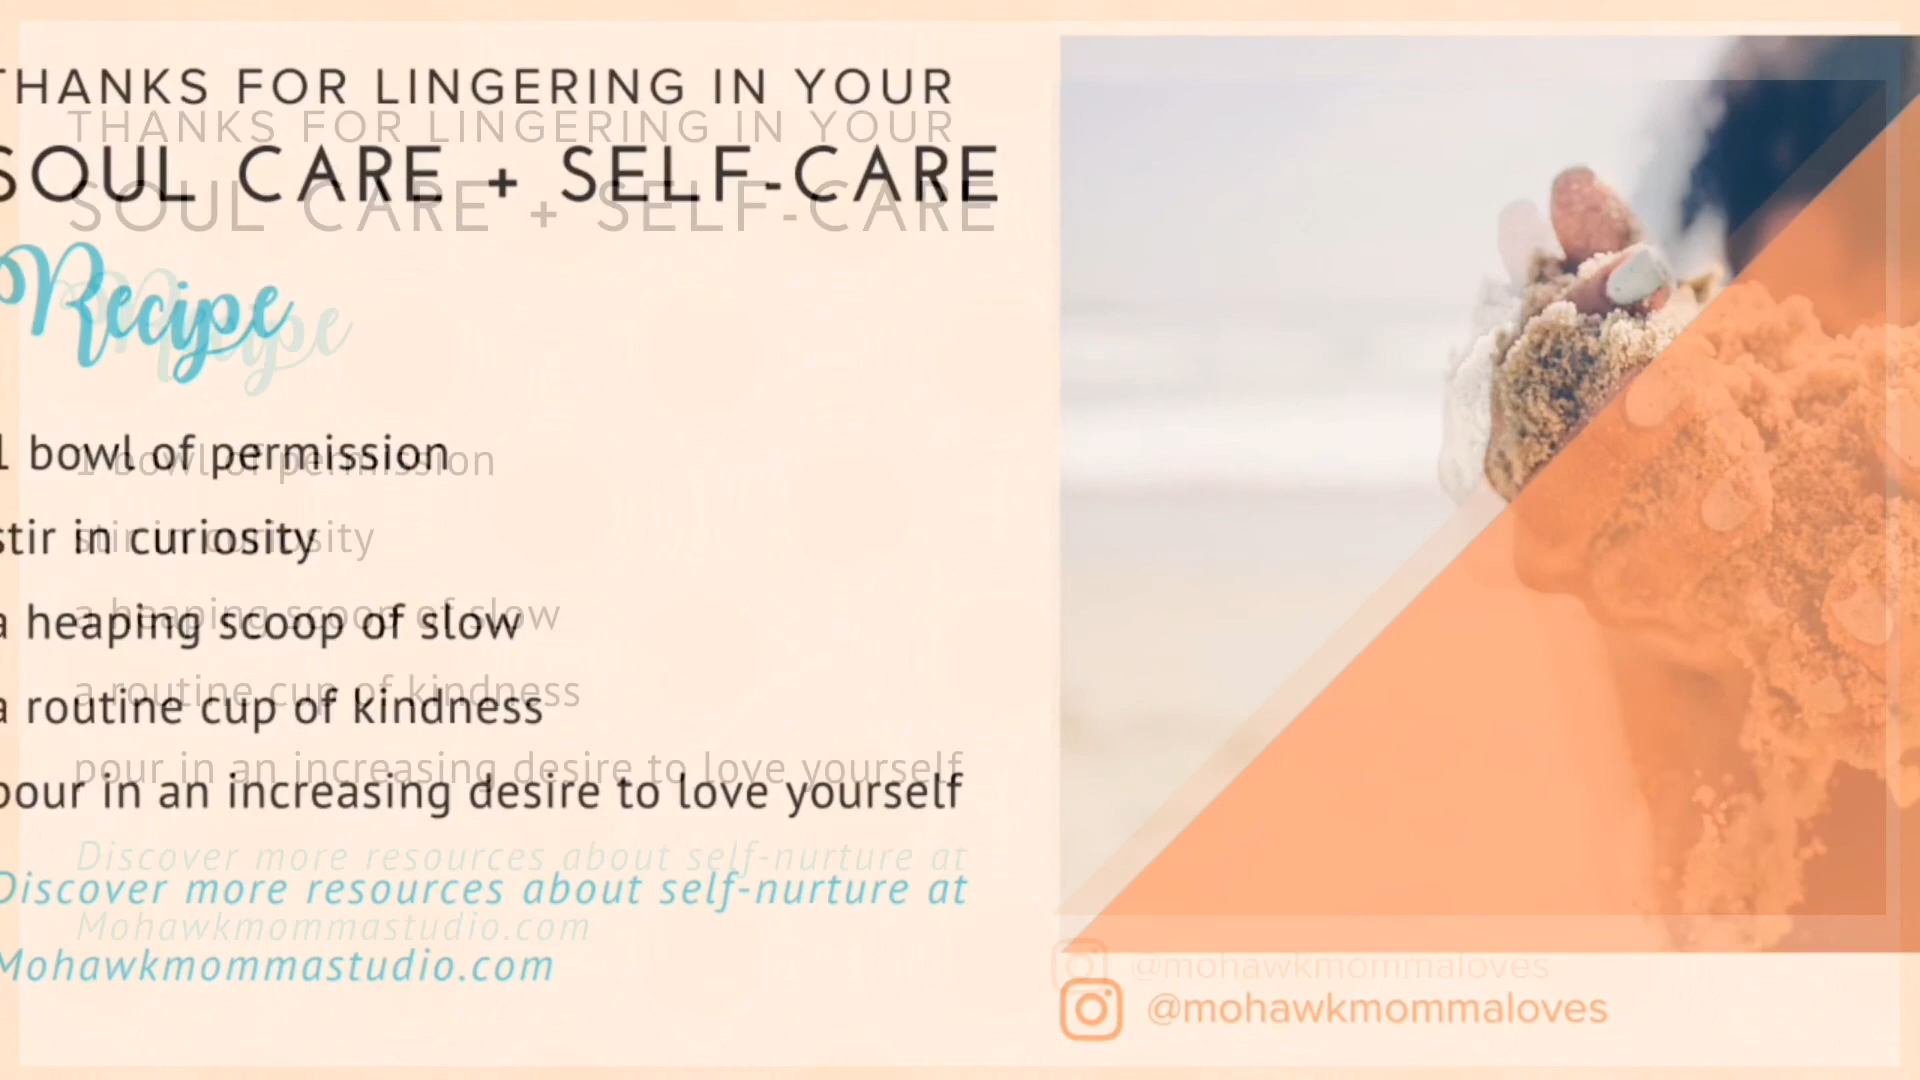 THANKS FOR LINGERING IN YOUR
SOUL CARE + SELF-CARE
Recipe
1 bowl of permission
stir in curiosity
a heaping scoop of slow
a routine cup of kindness
pour in an increasing desire to love yourself
Discover more resources about self-nurture at
Mohawkmommastudio.com
@mohawkmommaloves